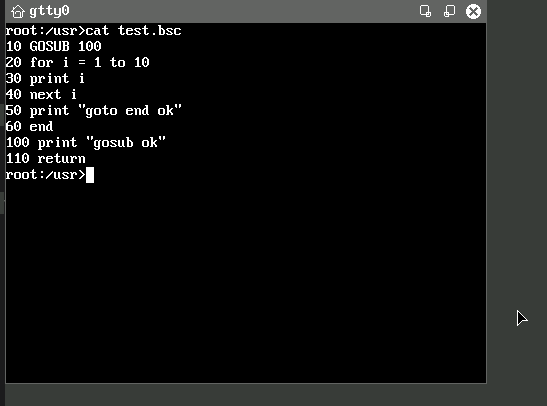 gtty0
root:/usr>cat test.bsc
10 GOSUB 100
20 for i = 1 to 10
30 print i
40 next i
50 print "goto end ok"
60 end
100 print "gosub ok"
110 return
root:/usr>